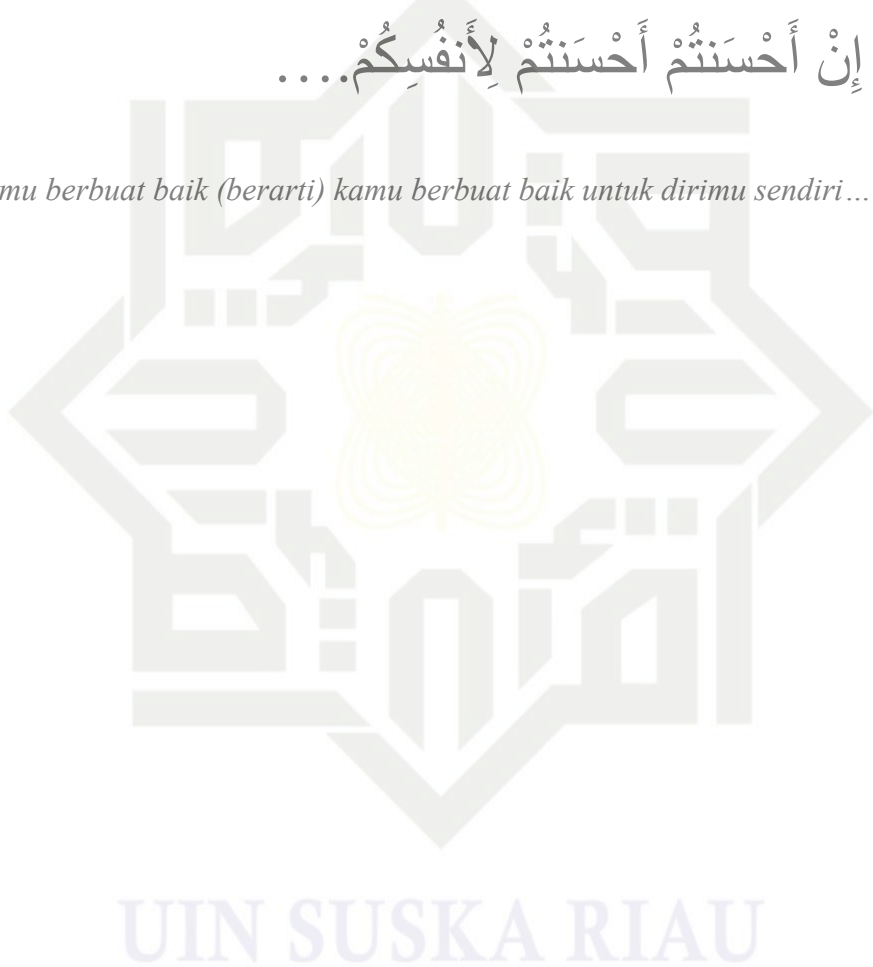 إِنْ أَحْسَنتُمْ أَحْسَنتُمْ لِأَنفُسِكُمْ....
mu berbuat baik (berarti) kamu berbuat baik untuk dirimu sendiri…
UIN SUSKA RIAU